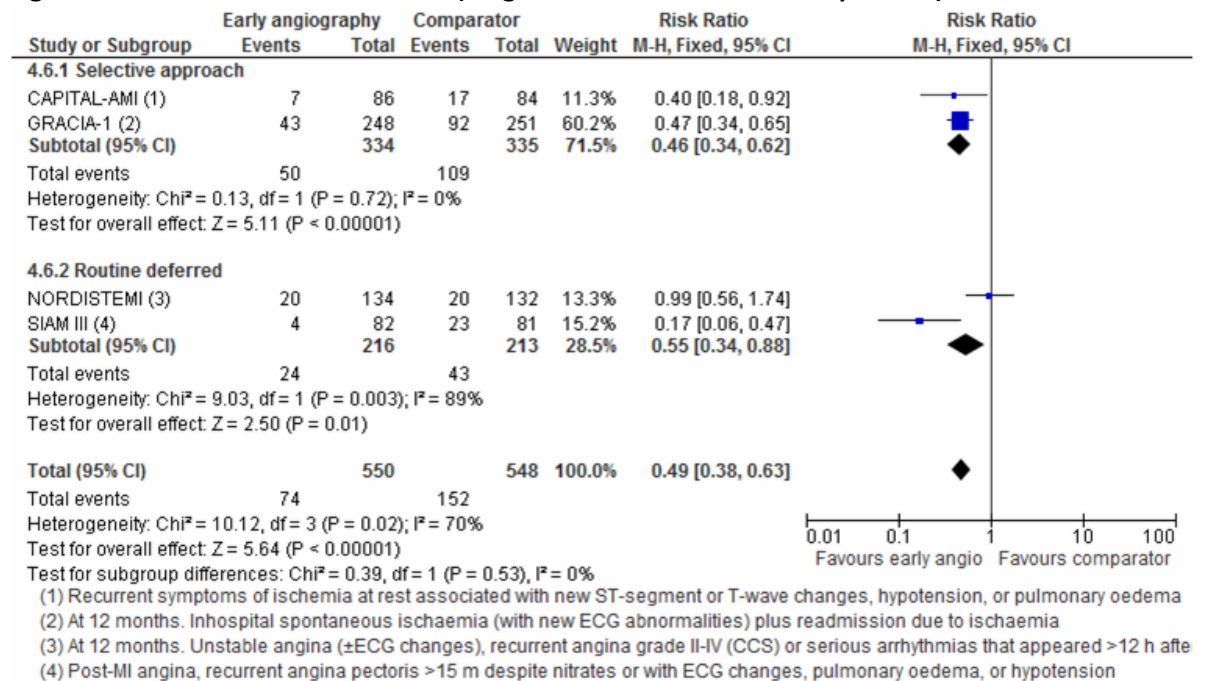 Early angiography Comparator Risk Ratio Risk Ratio
Study or Subgroup Events Total Events Total Weight M-H, Fixed, 95% CI M-H, Fixed, 95% CI
4.6.1 Selective approach
CAPITAL-AMI (1) 7 86 17 84 11.3% 0.40 [0.18, 0.92]
GRACIA-1 (2) 43 248 92 251 60.2% 0.47 [0.34, 0.65]
Subtotal (95% CI) 334 335 71.5% 0.46 [0.34, 0.62]
Total events 50 109
Heterogeneity: Chi² = 0.13, df = 1 (P = 0.72); I² = 0%
Test for overall effect: Z = 5.11 (P < 0.00001)
4.6.2 Routine deferred
NORDISTEMI (3) 20 134 20 132 13.3% 0.99 [0.56, 1.74]
SIAM III (4) 4 82 23 81 15.2% 0.17 [0.06, 0.47]
Subtotal (95% CI) 216 213 28.5% 0.55 [0.34, 0.88]
Total events 24 43
Heterogeneity: Chi² = 9.03, df = 1 (P = 0.003); I² = 89%
Test for overall effect: Z = 2.50 (P = 0.01)
Total (95% CI) 550 548 100.0% 0.49 [0.38, 0.63]
Total events 74 152
Heterogeneity: Chi² = 10.12, df = 3 (P = 0.02); I² = 70%
Test for overall effect: Z = 5.64 (P < 0.00001)
Test for subgroup differences: Chi² = 0.39, df = 1 (P = 0.53), I² = 0%
0.01 0.1 1 10 100
Favours early angio Favours comparator
(1) Recurrent symptoms of ischemia at rest associated with new ST-segment or T-wave changes, hypotension, or pulmonary oedema
(2) At 12 months. Inhospital spontaneous ischaemia (with new ECG abnormalities) plus readmission due to ischaemia
(3) At 12 months. Unstable angina (±ECG changes), recurrent angina grade II-IV (CCS) or serious arrhythmias that appeared >12 h afte
(4) Post-MI angina, recurrent angina pectoris >15 m despite nitrates or with ECG changes, pulmonary oedema, or hypotension